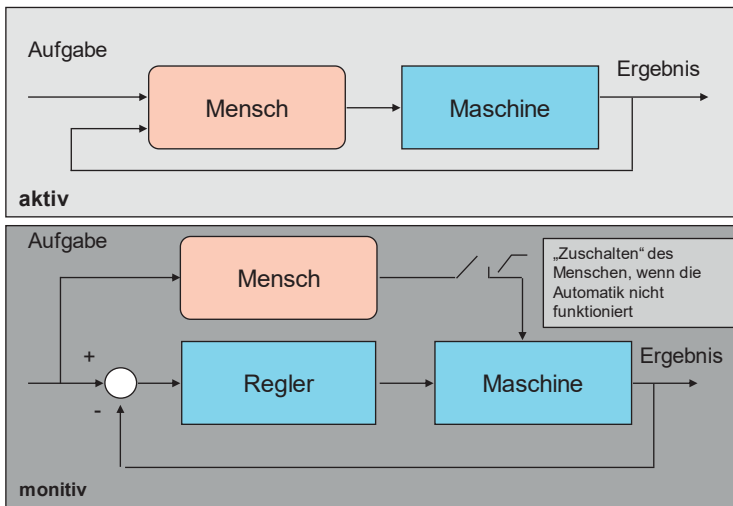 Aufgabe
Mensch
Maschine
Ergebnis
aktiv
Aufgabe
Mensch
„Zuschalten“ des
Menschen, wenn die
Automatik nicht
funktioniert
+
-
Regler
Maschine
Ergebnis
monitiv